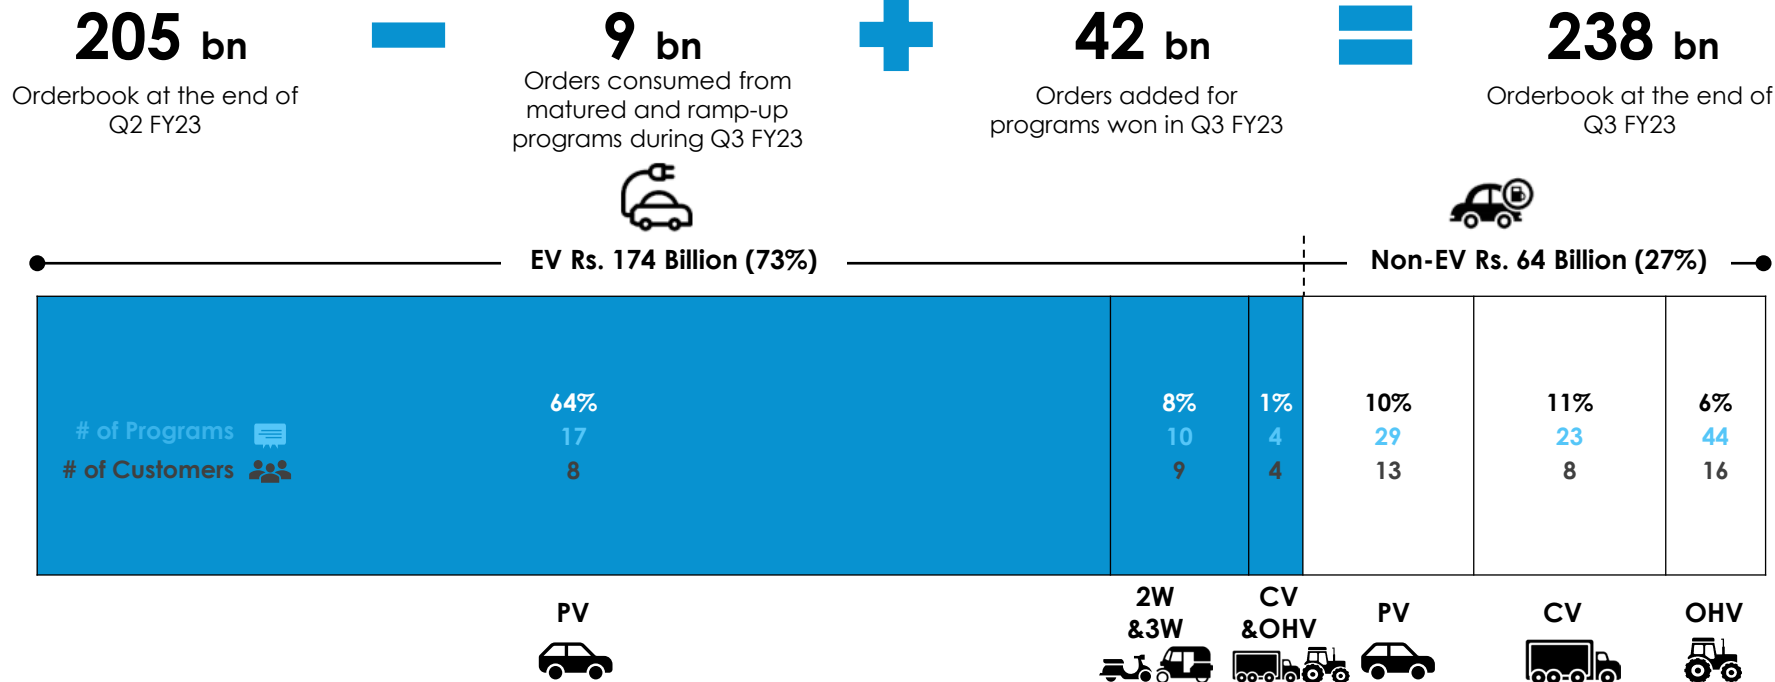 205 bn
Orderbook at the end of
Q2 FY23
9 bn
Orders consumed from
matured and ramp-up
programs during Q3 FY23
42 bn
Orders added for
programs won in Q3 FY23
238 bn
Orderbook at the end of
Q3 FY23
EV Rs. 174 Billion (73%)
Non-EV Rs. 64 Billion (27%)
64% 8% 1% 10% 11% 6%
# of Programs 17 10 4 29 23 44
# of Customers 8 9 4 13 8 16
PV
2W
&3W
CV
&OHV
PV
CV
OHV